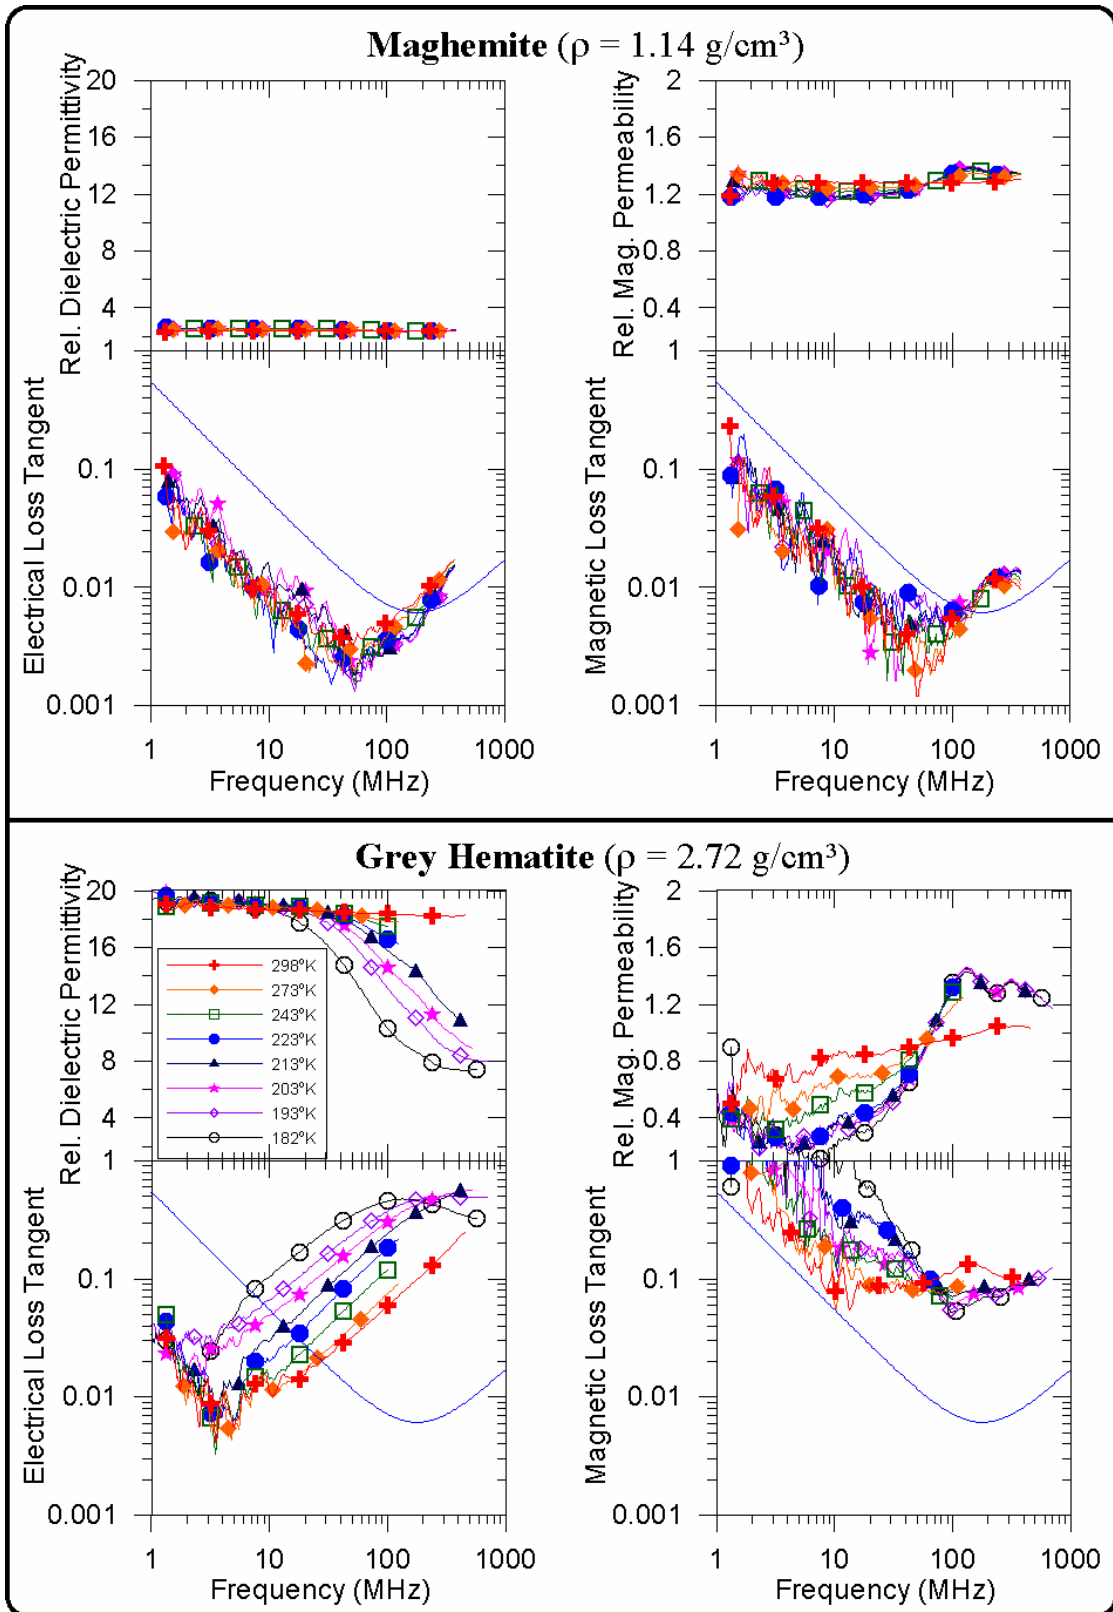 Maghemite (ρ = 1.14 g/cm³)
Rel. Dielectric Permittivity
20
16
12
8
4
1
Electrical Loss Tangent
0.1
0.01
0.001
1 10 100 1000
Frequency (MHz)
Rel. Mag. Permeability
2
1.6
1.2
0.8
0.4
1
Magnetic Loss Tangent
0.1
0.01
0.001
1 10 100 1000
Frequency (MHz)
Grey Hematite (ρ = 2.72 g/cm³)
Rel. Dielectric Permittivity
20
16
12
8
4
1
298°K
273°K
243°K
223°K
213°K
203°K
193°K
182°K
Electrical Loss Tangent
0.1
0.01
0.001
1 10 100 1000
Frequency (MHz)
Rel. Mag. Permeability
2
1.6
1.2
0.8
0.4
1
Magnetic Loss Tangent
0.1
0.01
0.001
1 10 100 1000
Frequency (MHz)